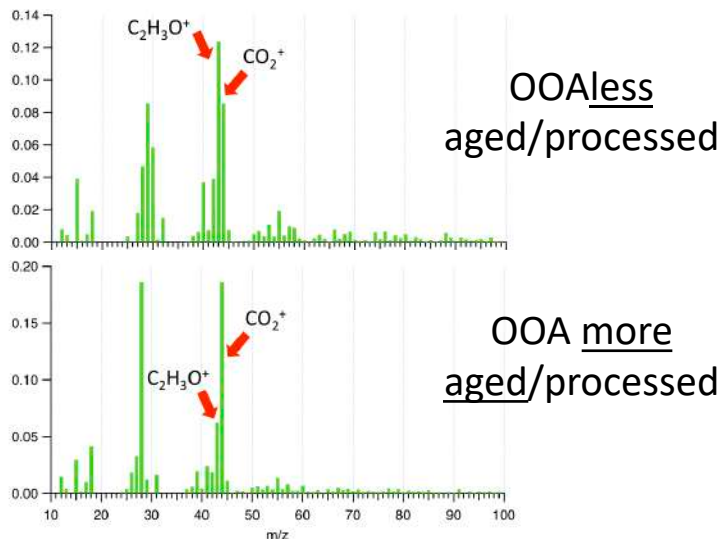 0.14
0.12
0.10
0.08
0.06
0.04
0.02
0.00
C₂H₃O⁺
CO₂⁺
OOAless
aged/processed
0.20
0.15
0.10
0.05
0.00
CO₂⁺
C₂H₃O⁺
OOA more
aged/processed
10 20 30 40 50 60 70 80 90 100
m/z